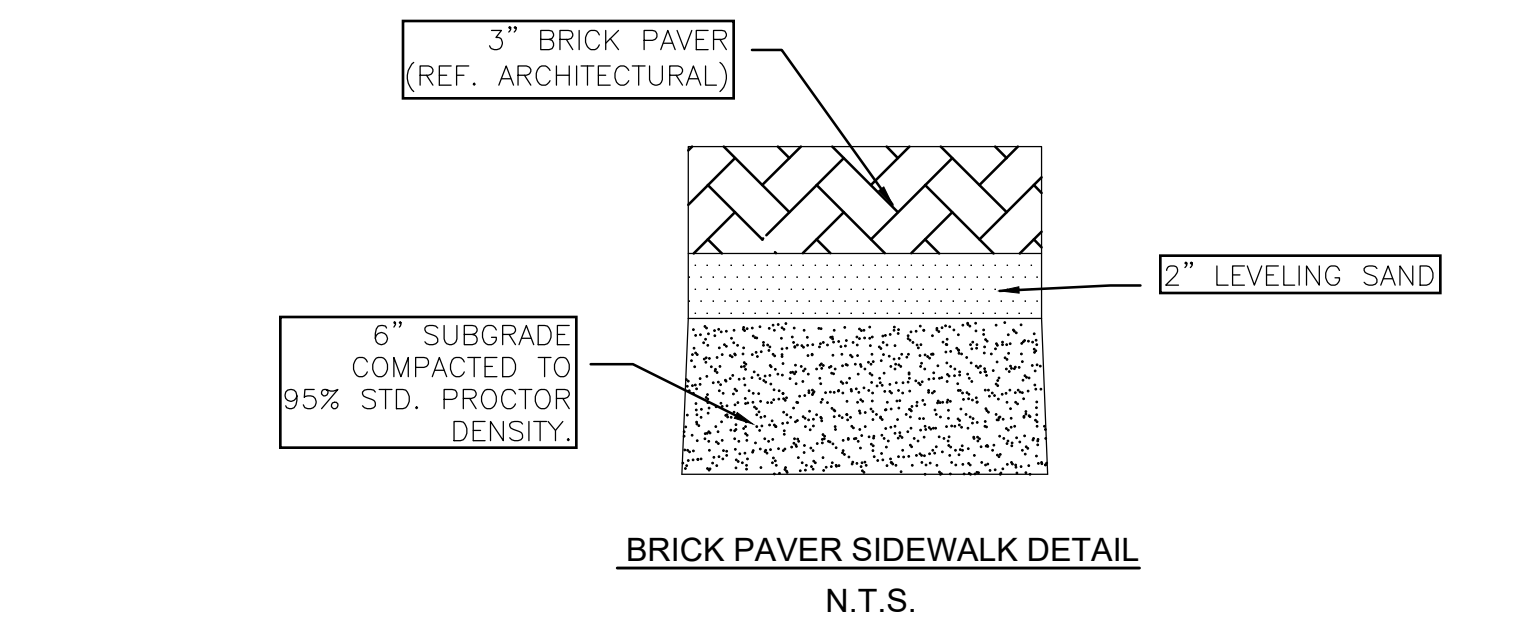 3” BRICK PAVER
(REF. ARCHITECTURAL)
2” LEVELING SAND
6” SUBGRADE
COMPACTED TO
95% STD. PROCTOR
DENSITY.
BRICK PAVER SIDEWALK DETAIL
N.T.S.